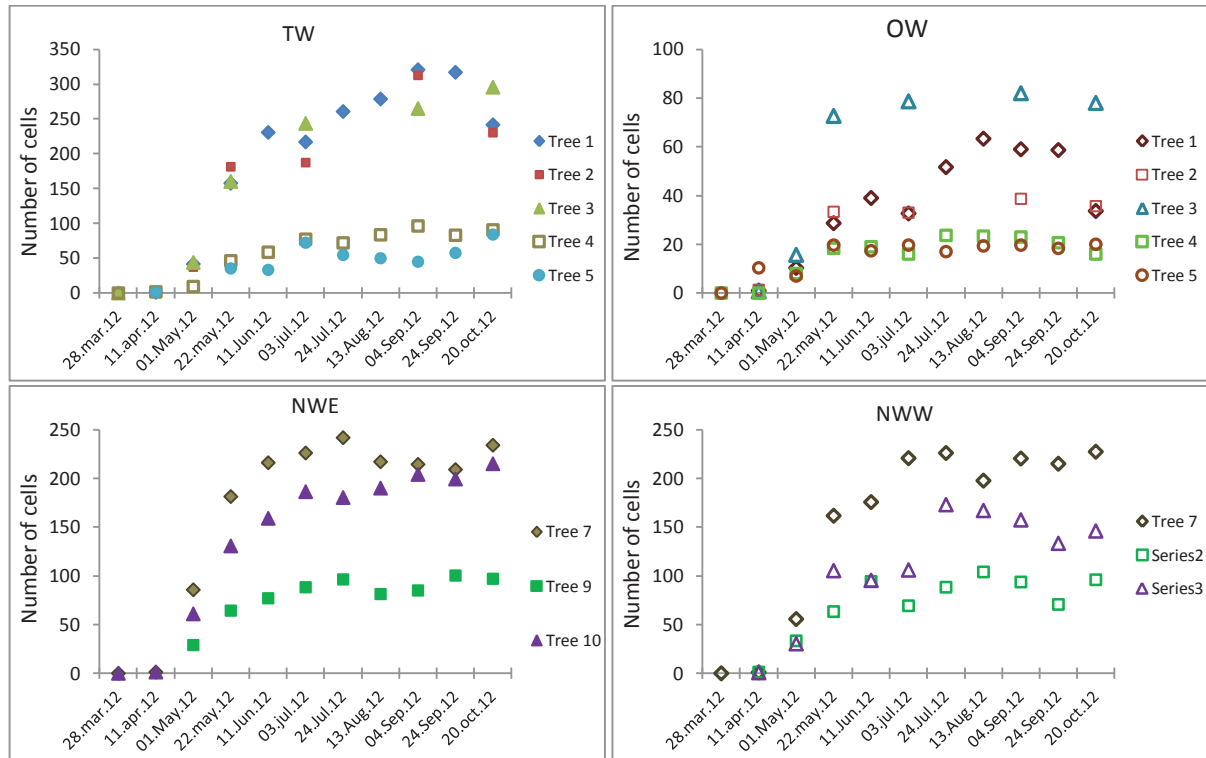 TW
Number of cells
350
300
250
200
150
100
50
0
28.mar.12
11.apr.12
01.May.12
22.may.12
11.Jun.12
03.jul.12
24.Jul.12
13.Aug.12
04.Sep.12
24.Sep.12
20.oct.12
Tree 1
Tree 2
Tree 3
Tree 4
Tree 5
OW
Number of cells
100
80
60
40
20
0
28.mar.12
11.apr.12
01.May.12
22.may.12
11.Jun.12
03.jul.12
24.Jul.12
13.Aug.12
04.Sep.12
24.Sep.12
20.oct.12
Tree 1
Tree 2
Tree 3
Tree 4
Tree 5
NWE
Number of cells
250
200
150
100
50
0
28.mar.12
11.apr.12
01.May.12
22.may.12
11.Jun.12
03.jul.12
24.Jul.12
13.Aug.12
04.Sep.12
24.Sep.12
20.oct.12
Tree 7
Tree 9
Tree 10
NWW
Number of cells
250
200
150
100
50
0
28.mar.12
11.apr.12
01.May.12
22.may.12
11.Jun.12
03.jul.12
24.Jul.12
13.Aug.12
04.Sep.12
24.Sep.12
20.oct.12
Tree 7
Series2
Series3